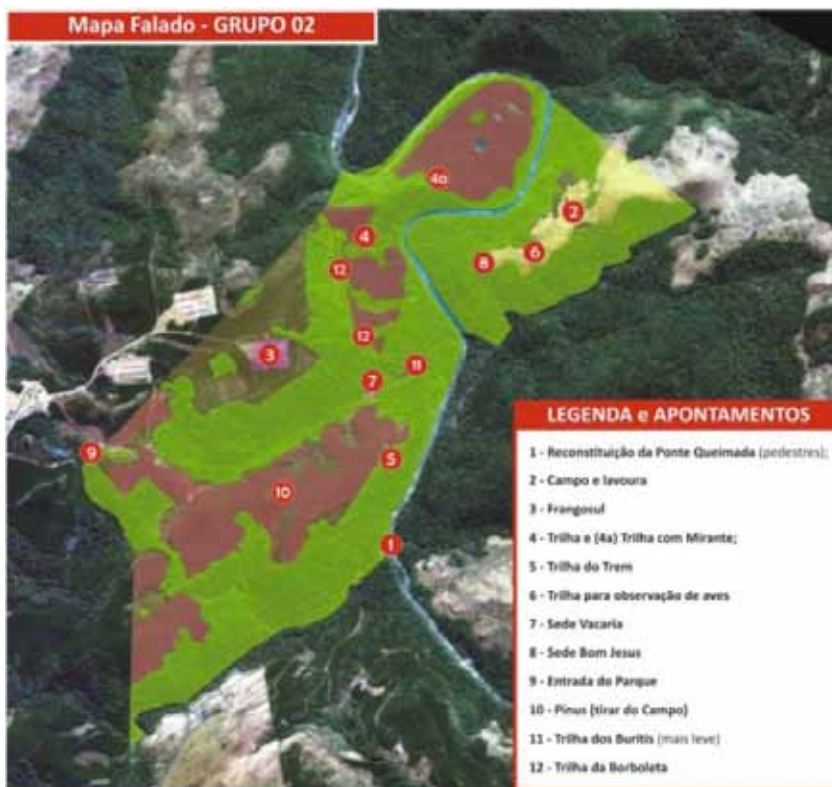 Mapa Falado - GRUPO 02
4a
2
4
8
6
12
12
3
11
7
9
5
10
1
LEGENDA e APONTAMENTOS
1 - Reconstituição da Ponte Queimada (pedestres);
2 - Campo e lavoura
3 - Frangosul
4 - Trilha e (4a) Trilha com Mirante;
5 - Trilha do Trem
6 - Trilha para observação de aves
7 - Sede Vacaria
8 - Sede Bom Jesus
9 - Entrada do Parque
10 - Pinus (tirar do Campo)
11 - Trilha dos Buritis (mais leve)
12 - Trilha da Borboleta